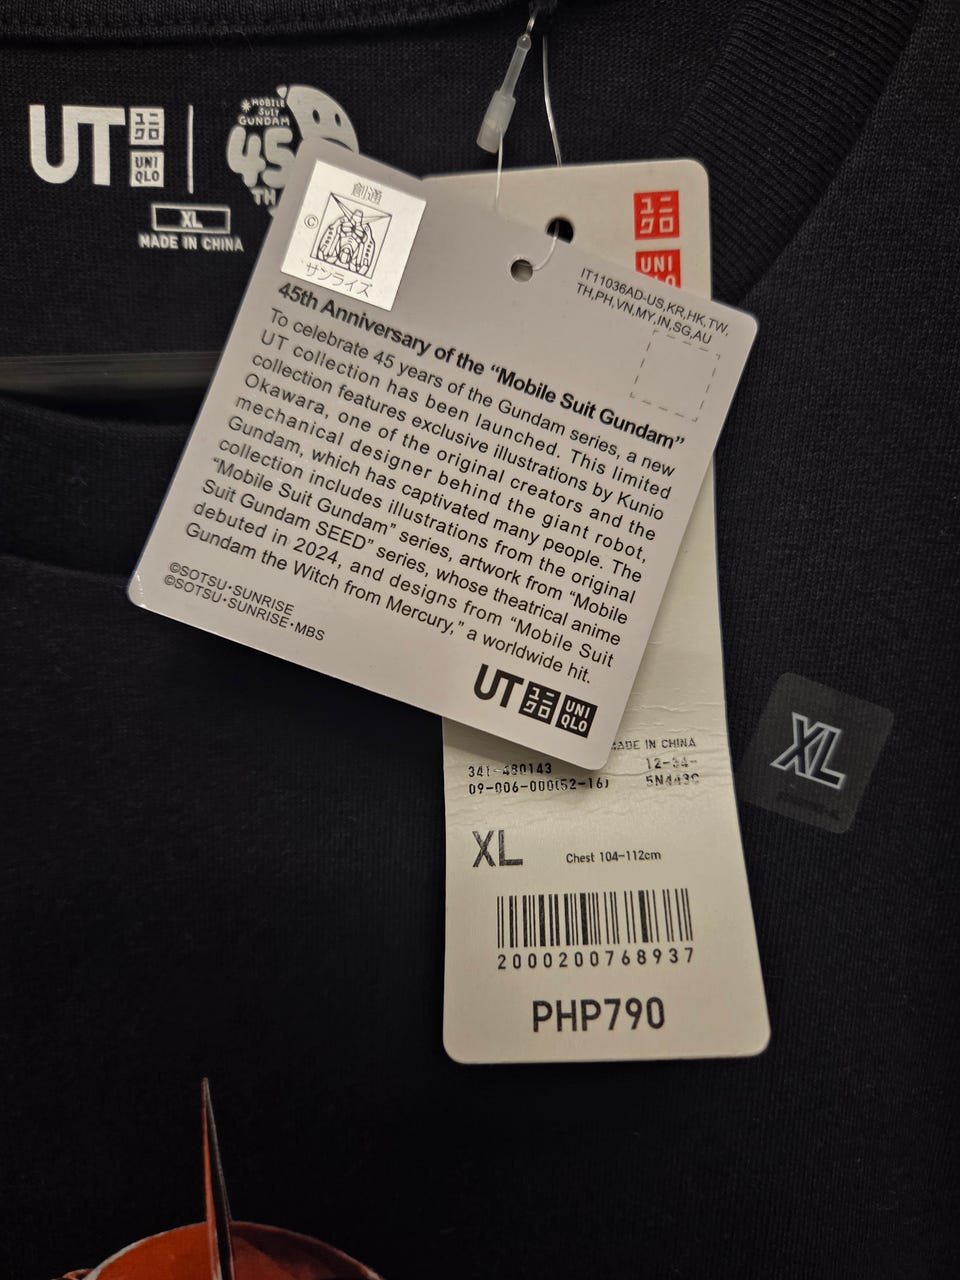 UT ユニクロ UNIQLO
MOBILE
SUIT
GUNDAM
45
TH
XL
MADE IN CHINA
創通
©
サンライズ
ユニクロ
UNI
IT11036AD-US,KR,HK,TW,
TH,PH,VN,MY,IN,SG,AU
45th Anniversary of the “Mobile Suit Gundam”
To celebrate 45 years of the Gundam series, a new
UT collection has been launched. This limited
collection features exclusive illustrations by Kunio
Okawara, one of the original creators and the
mechanical designer behind the giant robot,
Gundam, which has captivated many people. The
collection includes illustrations from the original
“Mobile Suit Gundam” series, artwork from “Mobile
Suit Gundam SEED” series, whose theatrical anime
debuted in 2024, and designs from “Mobile Suit
Gundam the Witch from Mercury,” a worldwide hit.
©SOTSU・SUNRISE
©SOTSU・SUNRISE・MBS
UT ユニクロ UNIQLO
MADE IN CHINA
341-480143 12-34-
09-006-000(52-16) 5N443C
XL Chest 104-112cm
2000200768937
PHP790
XL